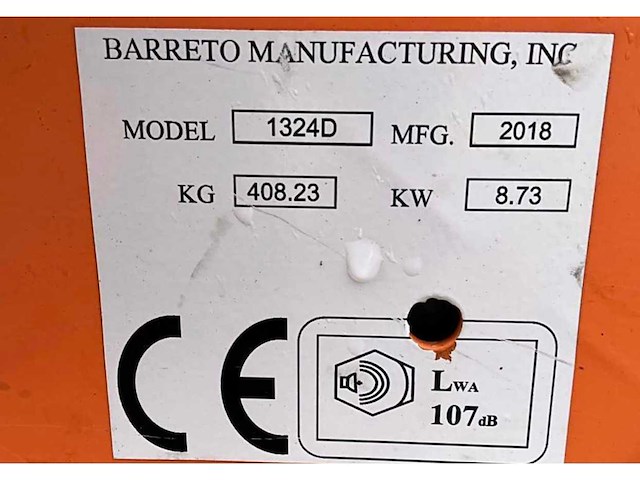 BARRETO MANUFACTURING, INC
MODEL 1324D MFG. 2018
KG 408.23 KW 8.73
CE LWA
107dB